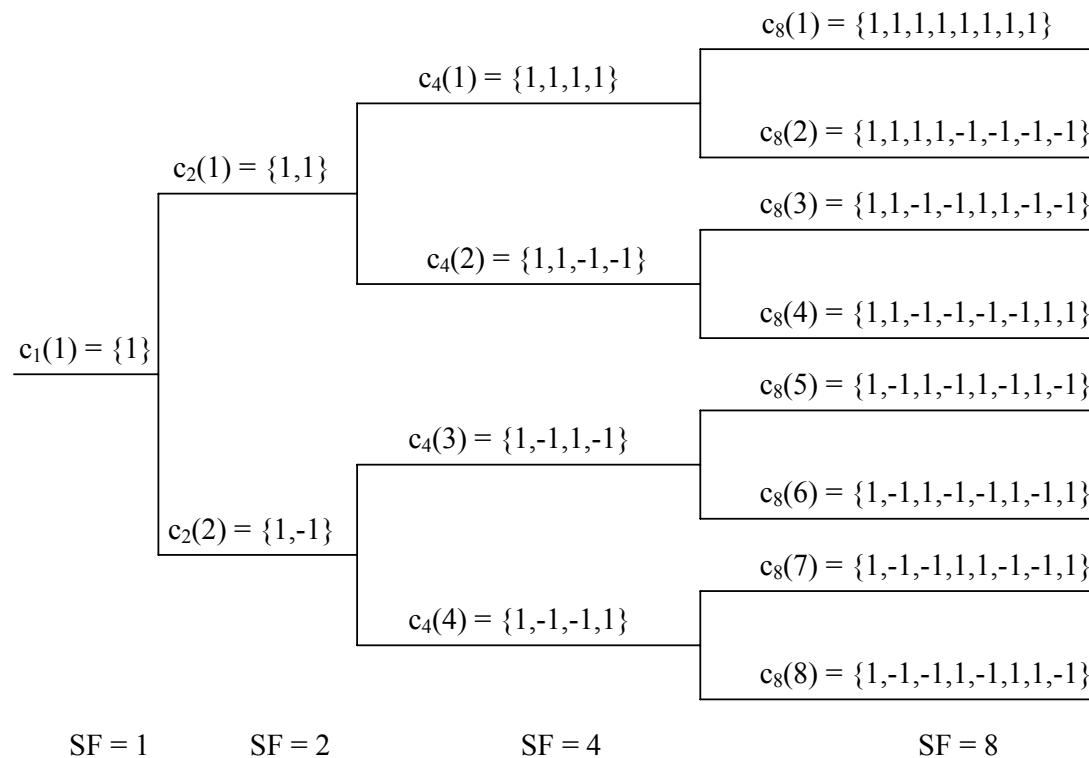 c₈(1) = {1,1,1,1,1,1,1,1}
c₄(1) = {1,1,1,1}
c₈(2) = {1,1,1,1,-1,-1,-1,-1}
c₂(1) = {1,1}
c₈(3) = {1,1,-1,-1,1,1,-1,-1}
c₄(2) = {1,1,-1,-1}
c₈(4) = {1,1,-1,-1,-1,-1,1,1}
c₁(1) = {1}
c₈(5) = {1,-1,1,-1,1,-1,1,-1}
c₄(3) = {1,-1,1,-1}
c₈(6) = {1,-1,1,-1,-1,1,-1,1}
c₂(2) = {1,-1}
c₈(7) = {1,-1,-1,1,1,-1,-1,1}
c₄(4) = {1,-1,-1,1}
c₈(8) = {1,-1,-1,1,-1,1,1,-1}
SF = 1 SF = 2 SF = 4 SF = 8